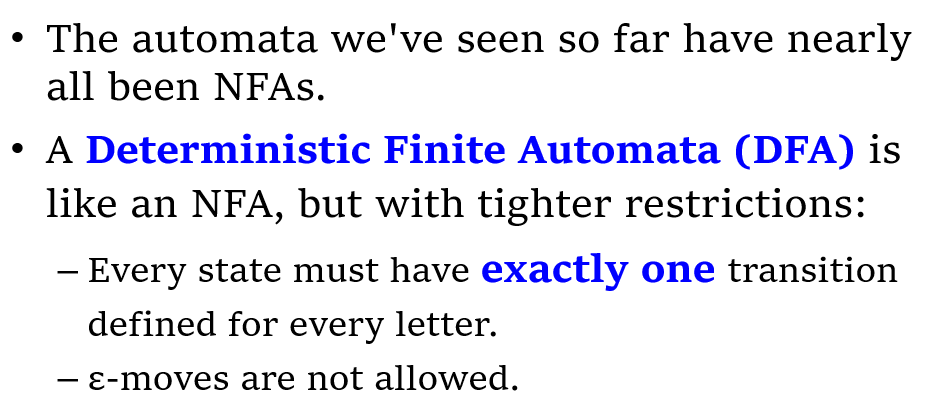 • The automata we've seen so far have nearly
all been NFAs.
• A Deterministic Finite Automata (DFA) is
like an NFA, but with tighter restrictions:
– Every state must have exactly one transition
defined for every letter.
– ε-moves are not allowed.